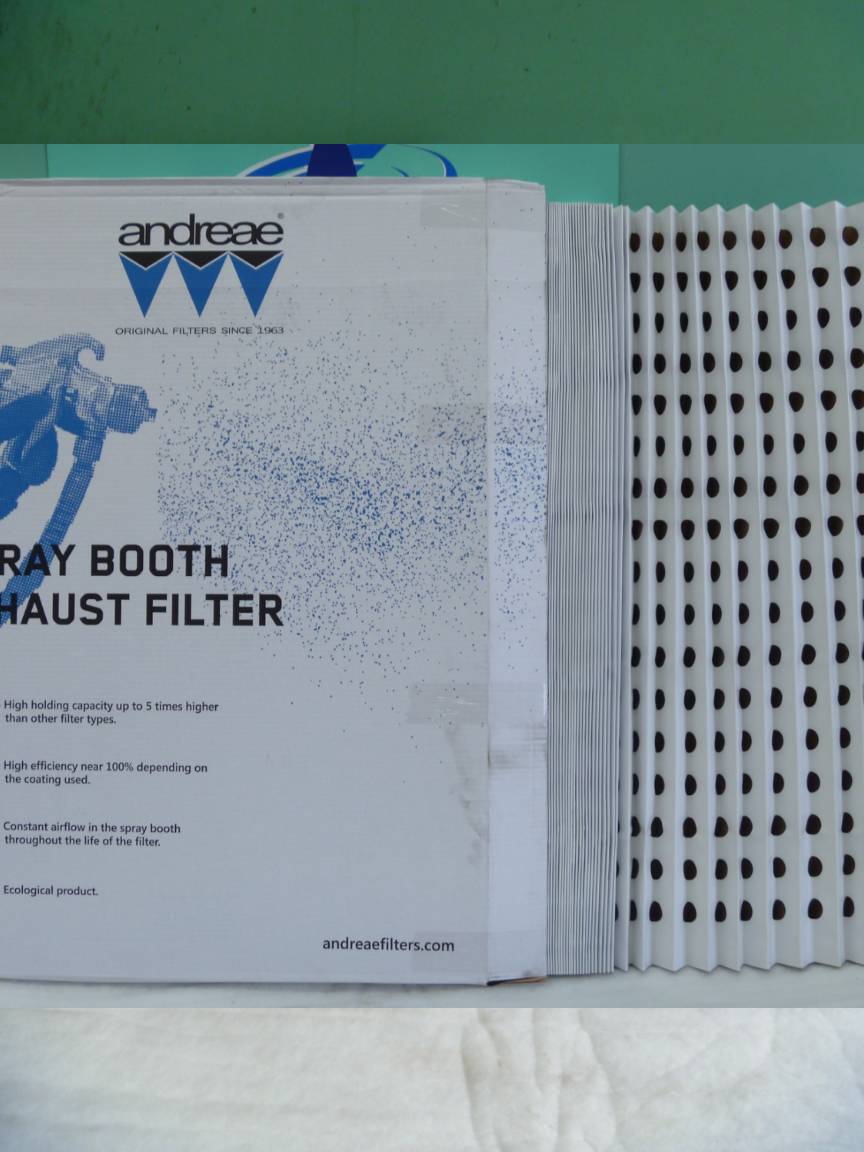 andreae®
ORIGINAL FILTERS SINCE 1963
RAY BOOTH
HAUST FILTER
High holding capacity up to 5 times higher
than other filter types.
High efficiency near 100% depending on
the coating used.
Constant airflow in the spray booth
throughout the life of the filter.
Ecological product.
andreaefilters.com